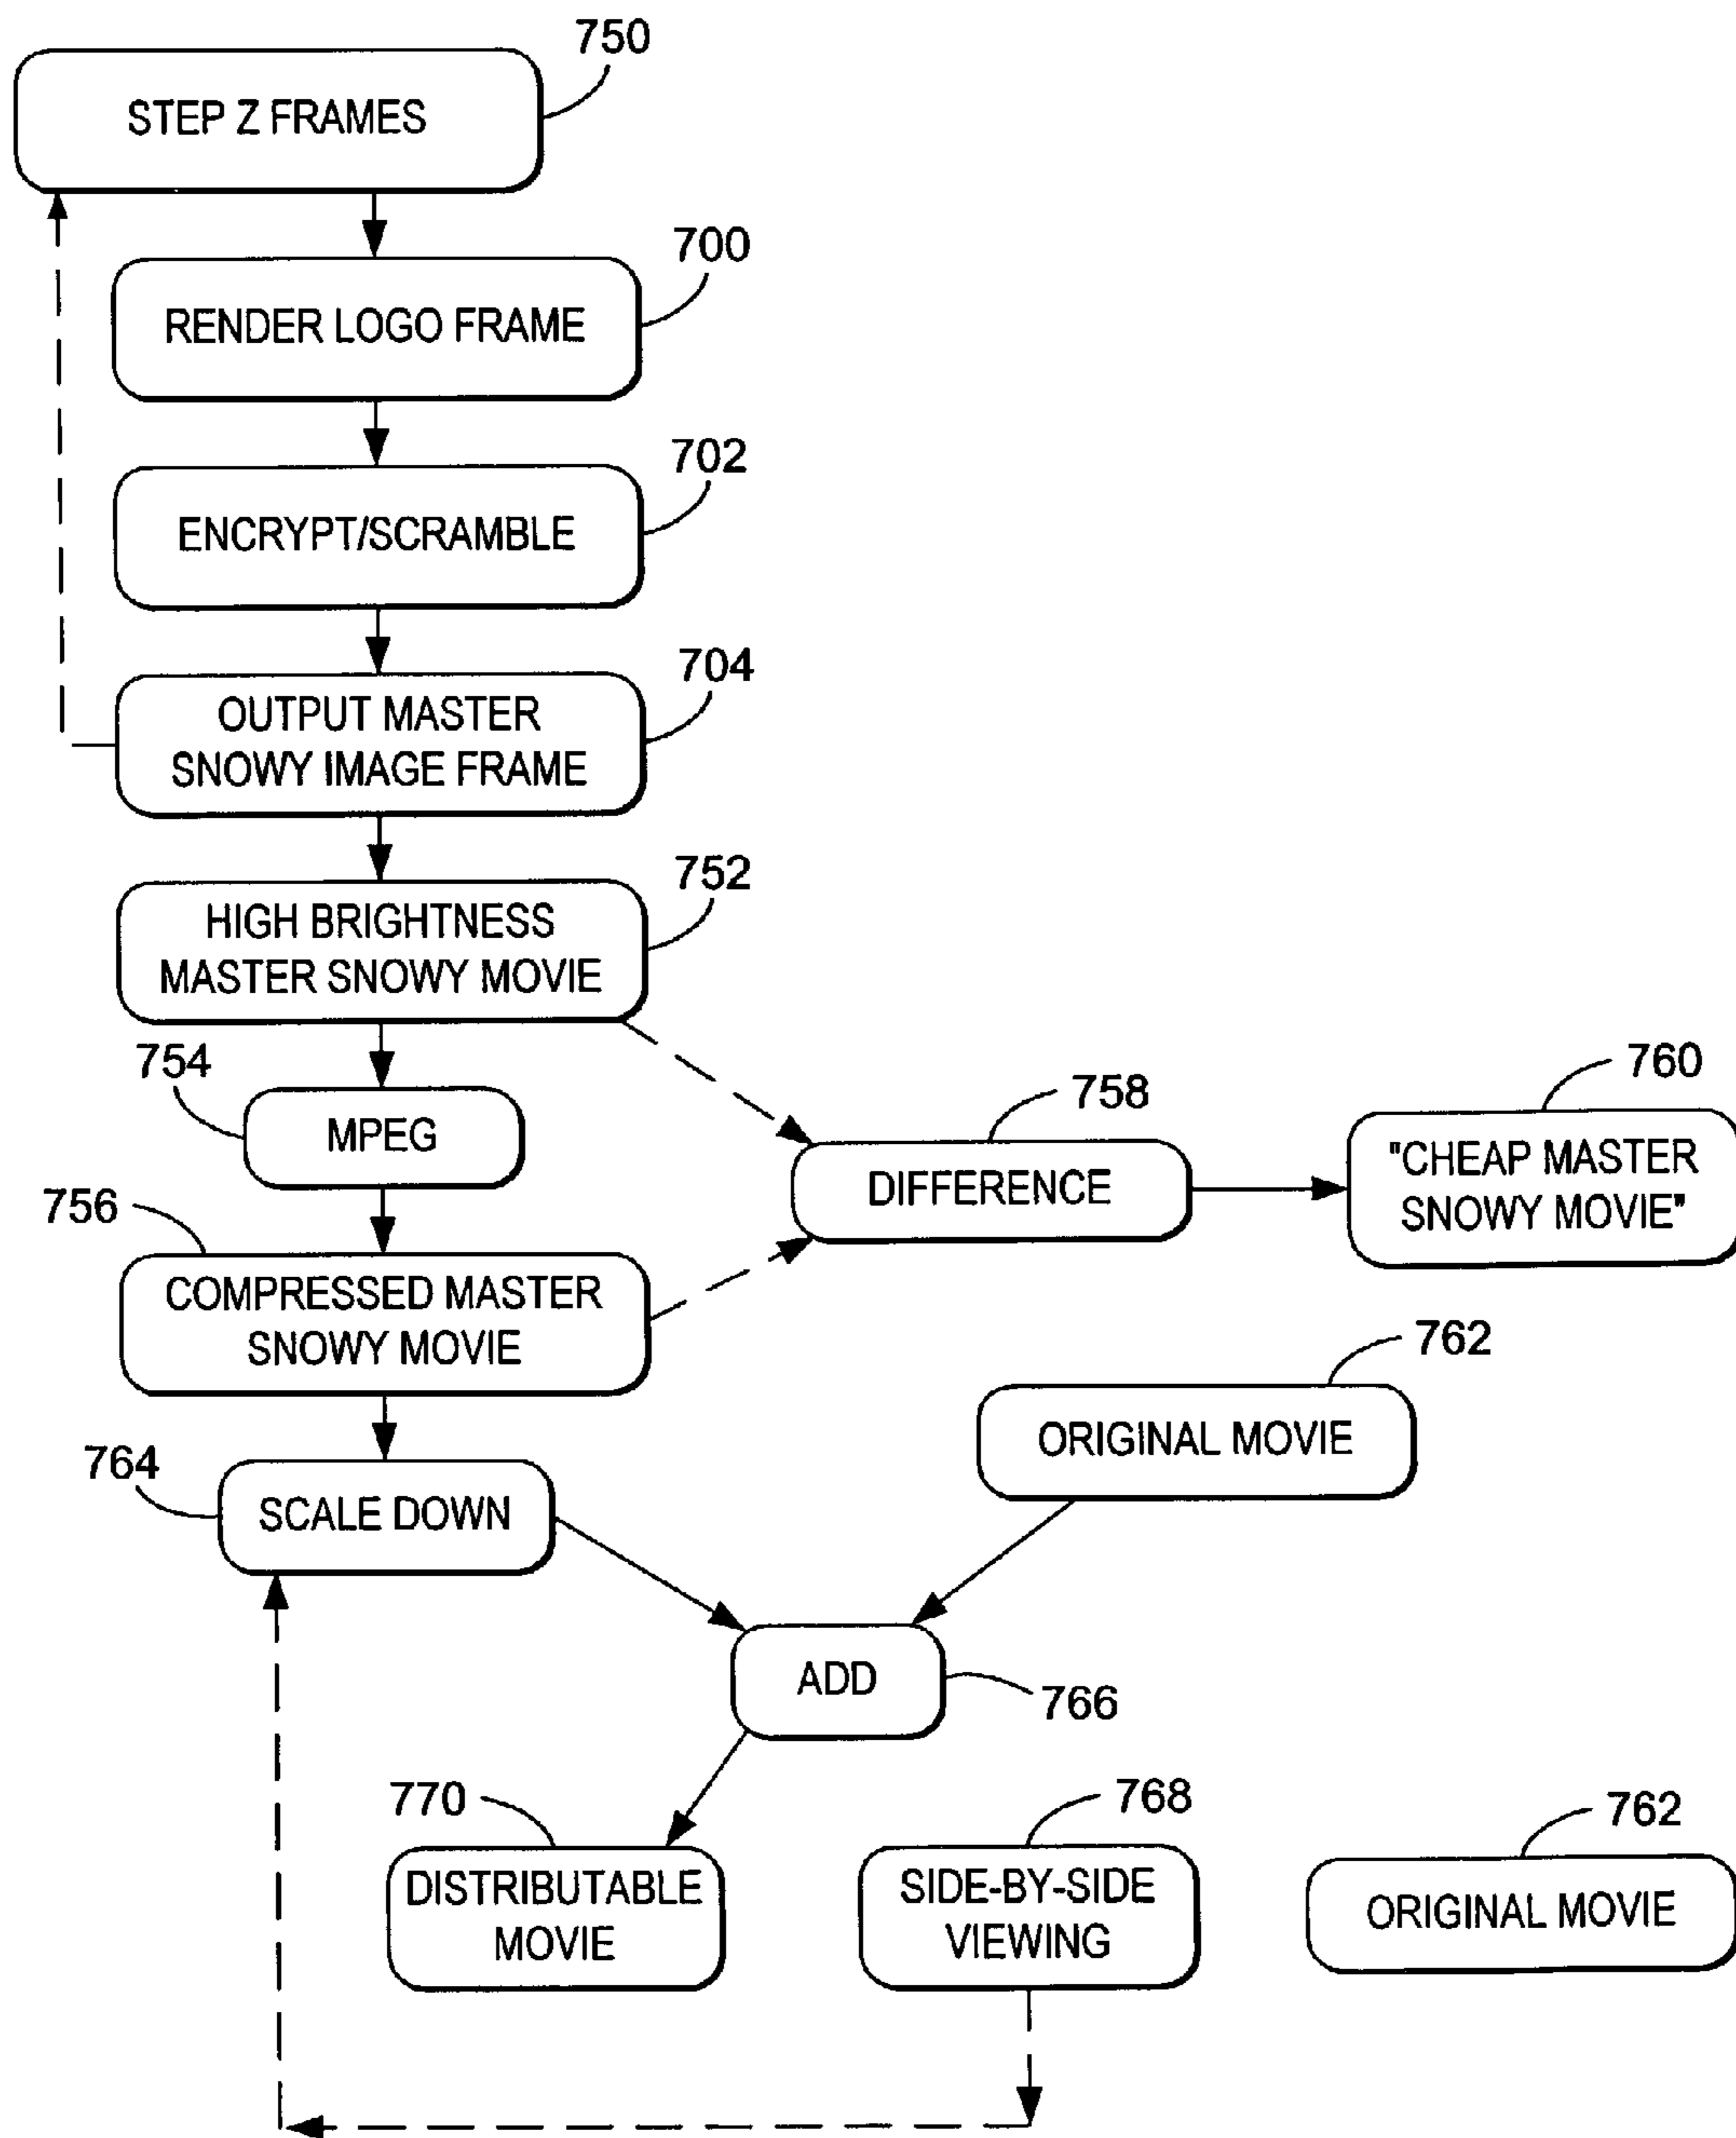 750
STEP Z FRAMES
700
RENDER LOGO FRAME
702
ENCRYPT/SCRAMBLE
704
OUTPUT MASTER
SNOWY IMAGE FRAME
752
HIGH BRIGHTNESS
MASTER SNOWY MOVIE
754
MPEG
758
DIFFERENCE
760
"CHEAP MASTER
SNOWY MOVIE"
756
COMPRESSED MASTER
SNOWY MOVIE
762
ORIGINAL MOVIE
764
SCALE DOWN
ADD
766
770
DISTRIBUTABLE
MOVIE
768
SIDE-BY-SIDE
VIEWING
762
ORIGINAL MOVIE